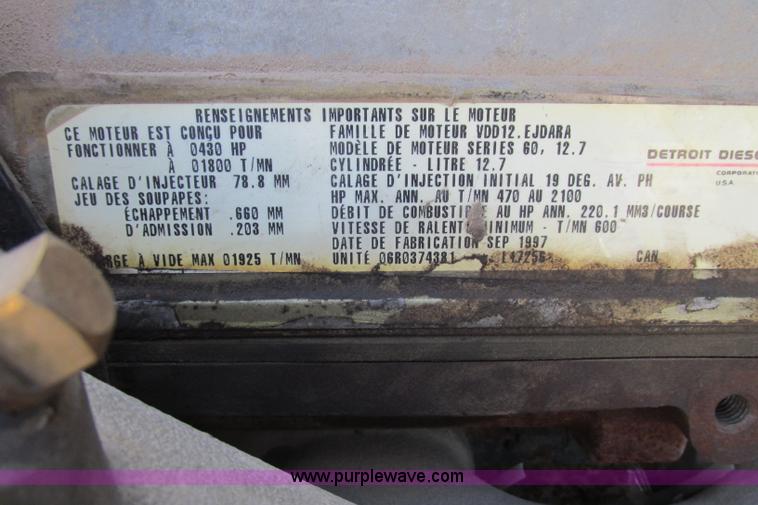 RENSEIGNEMENTS IMPORTANTS SUR LE MOTEUR
CE MOTEUR EST CONÇU POUR
FONCTIONNER À 0430 HP
À 01800 T/MN
CALAGE D'INJECTEUR 78.8 MM
JEU DES SOUPAPES:
ÉCHAPPEMENT .660 MM
D'ADMISSION .203 MM
RGE À VIDE MAX 01925 T/MN
FAMILLE DE MOTEUR VDD12.EJDARA
MODÈLE DE MOTEUR SERIES 60, 12.7
CYLINDRÉE - LITRE 12.7
CALAGE D'INJECTION INITIAL 19 DEG. AV. PH
HP MAX. ANN. AU T/MN 470 AU 2100
DÉBIT DE AU HP ANN. 220.1 MM3/COURSE
VITESSE DE - T/MN 600
DATE DE FABRICATION SEP 1997
UNITÉ 06R0374381 CAN
DETROIT DIESE
CORPORAT
U.S.A.
www.purplewave.com